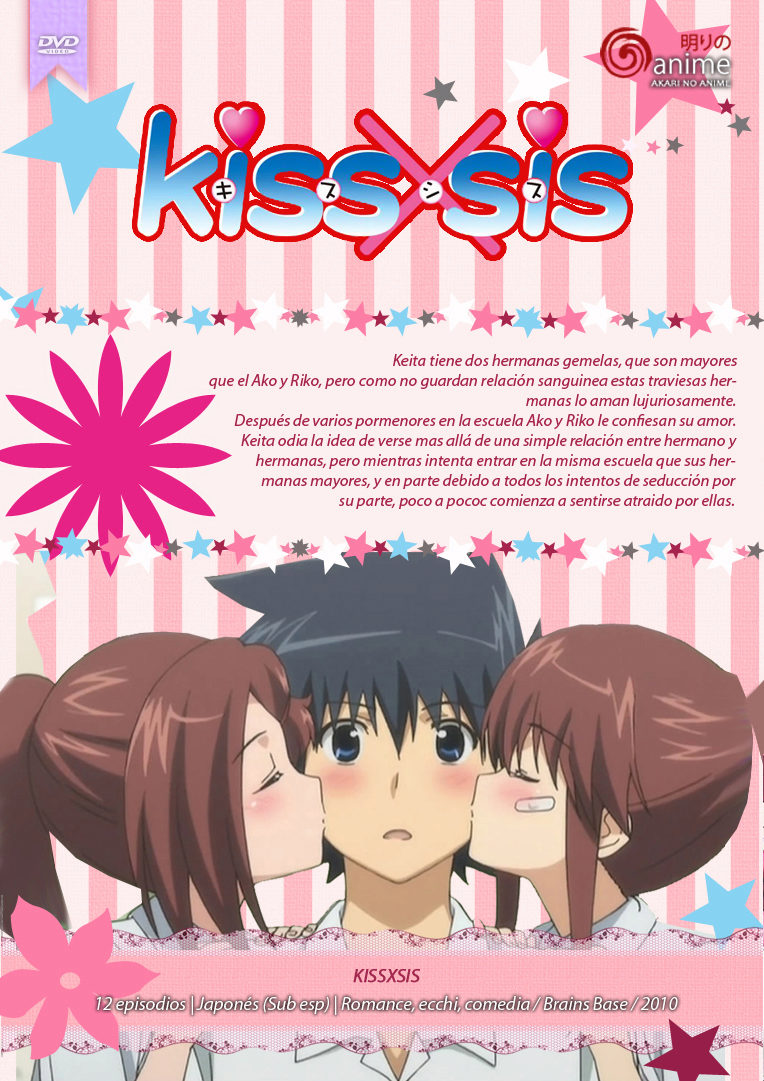 DVD
VIDEO
明りの
anime
AKARI NO ANIME
kiss×sis
キスシス
Keita tiene dos hermanas gemelas, que son mayores
que el Ako y Riko, pero como no guardan relación sanguinea estas traviesas her-
manas lo aman lujuriosamente.
Después de varios pormenores en la escuela Ako y Riko le confiesan su amor.
Keita odia la idea de verse mas allá de una simple relación entre hermano y
hermanas, pero mientras intenta entrar en la misma escuela que sus her-
manas mayores, y en parte debido a todos los intentos de seducción por
su parte, poco a pococ comienza a sentirse atraido por ellas.
KISSXSIS
12 episodios | Japonés (Sub esp) | Romance, ecchi, comedia / Brains Base / 2010